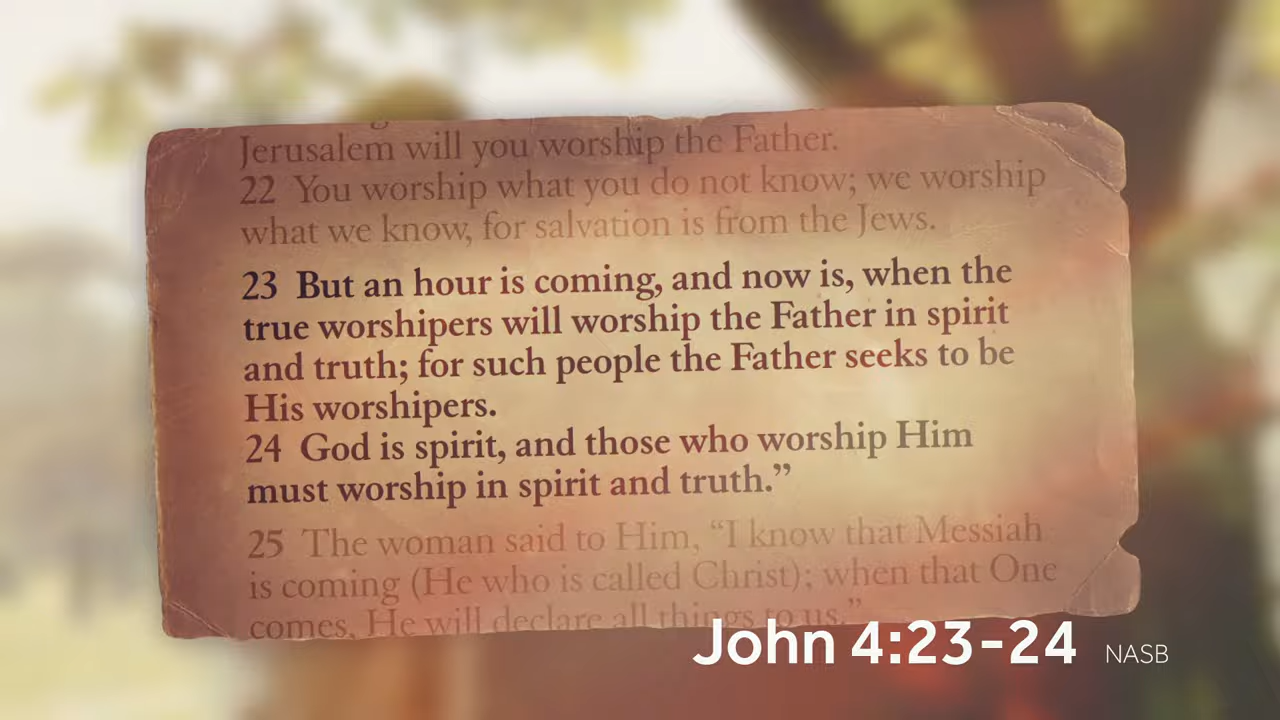 Jerusalem will you worship the Father.
22 You worship what you do not know; we worship
what we know, for salvation is from the Jews.
23 But an hour is coming, and now is, when the
true worshipers will worship the Father in spirit
and truth; for such people the Father seeks to be
His worshipers.
24 God is spirit, and those who worship Him
must worship in spirit and truth.”
25 The woman said to Him, “I know that Messiah
is coming (He who is called Christ); when that One
comes, He will declare all things to us.”
John 4:23-24 NASB